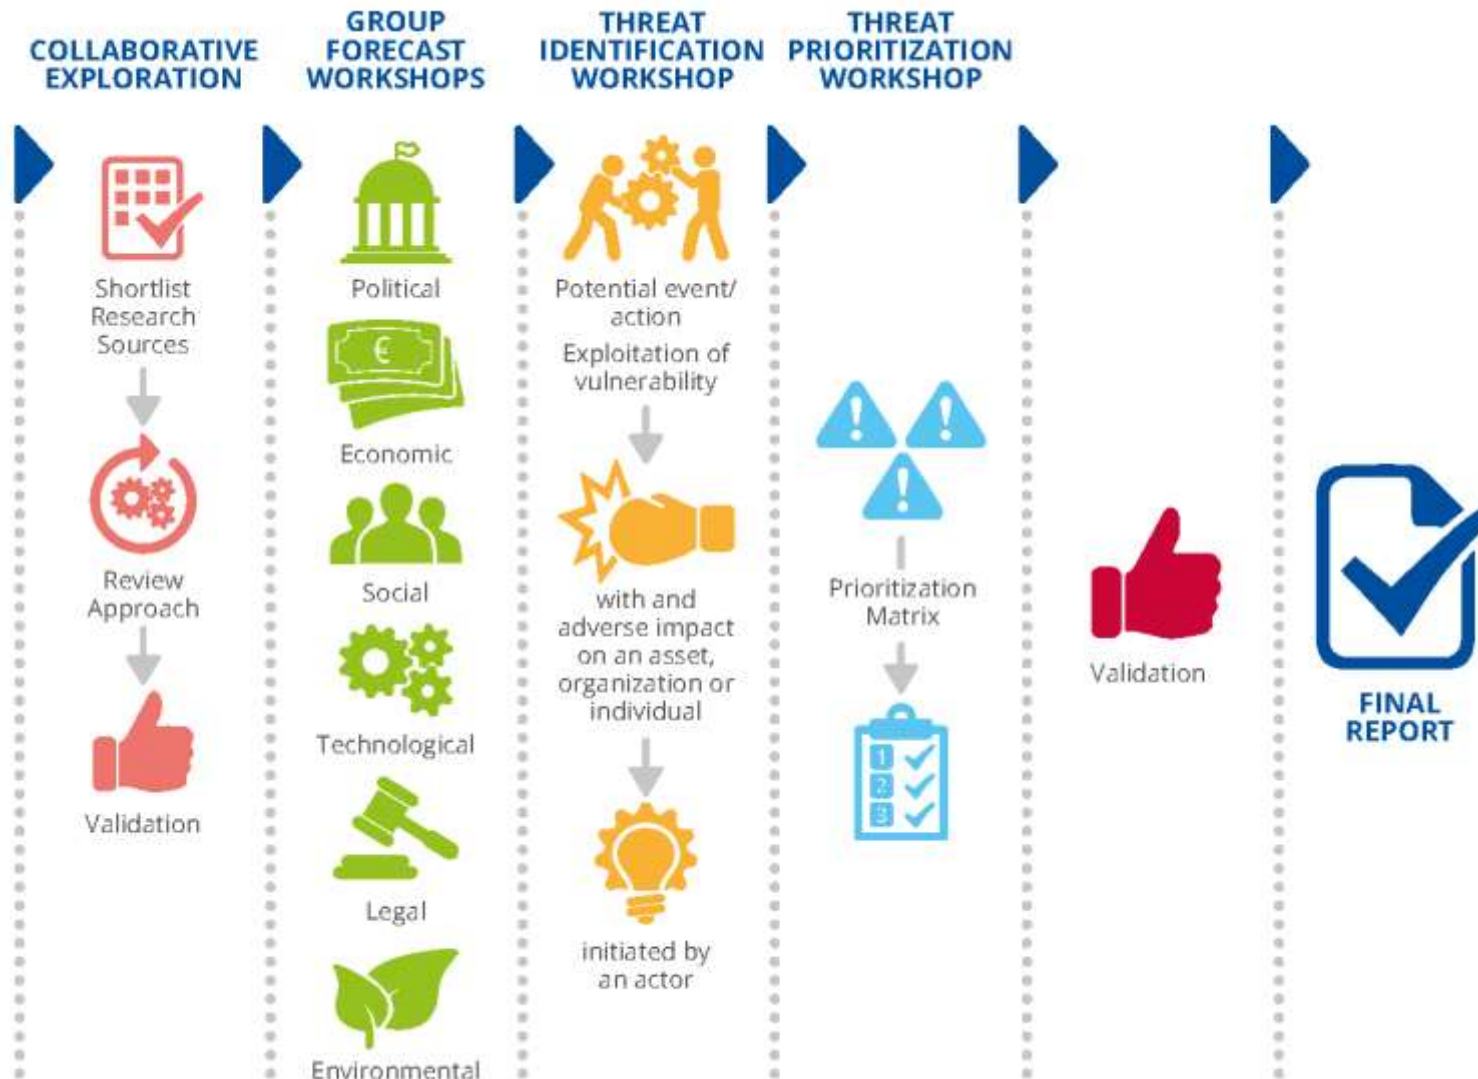 COLLABORATIVE
EXPLORATION
Shortlist
Research
Sources
Review
Approach
Validation
GROUP
FORECAST
WORKSHOPS
Political
€
Economic
Social
Technological
Legal
Environmental
THREAT
IDENTIFICATION
WORKSHOP
Potential event/
action
Exploitation of
vulnerability
with and
adverse impact
on an asset,
organization or
individual
initiated by
an actor
THREAT
PRIORITIZATION
WORKSHOP
!
!
!
Prioritization
Matrix
1
2
3
Validation
FINAL
REPORT